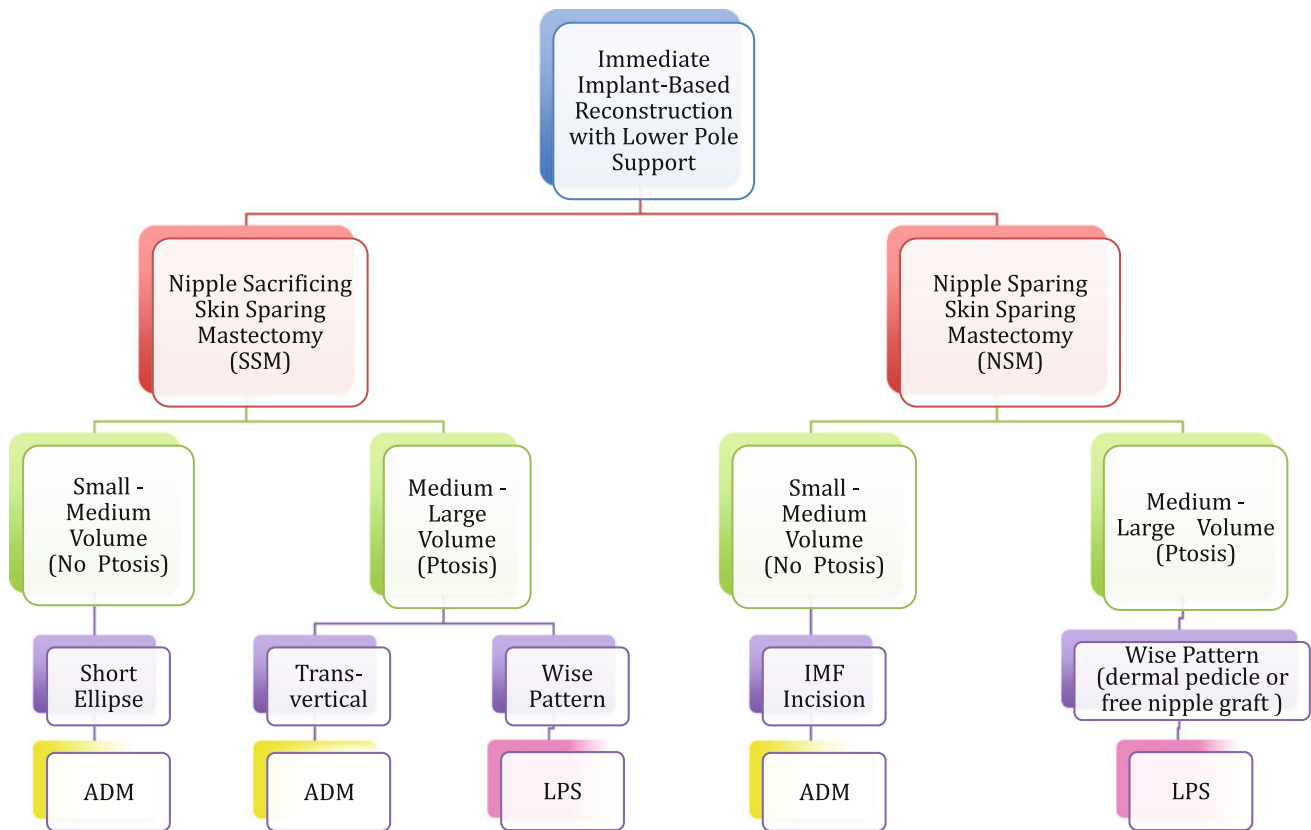 Immediate
Implant-Based
Reconstruction
with Lower Pole
Support
Nipple Sacrificing
Skin Sparing
Mastectomy
(SSM)
Nipple Sparing
Skin Sparing
Mastectomy
(NSM)
Small -
Medium
Volume
(No Ptosis)
Medium -
Large
Volume
(Ptosis)
Small -
Medium
Volume
(No Ptosis)
Medium -
Large Volume
(Ptosis)
Short
Ellipse
Trans-
vertical
Wise
Pattern
IMF
Incision
Wise Pattern
(dermal pedicle or
free nipple graft )
ADM
ADM
LPS
ADM
LPS